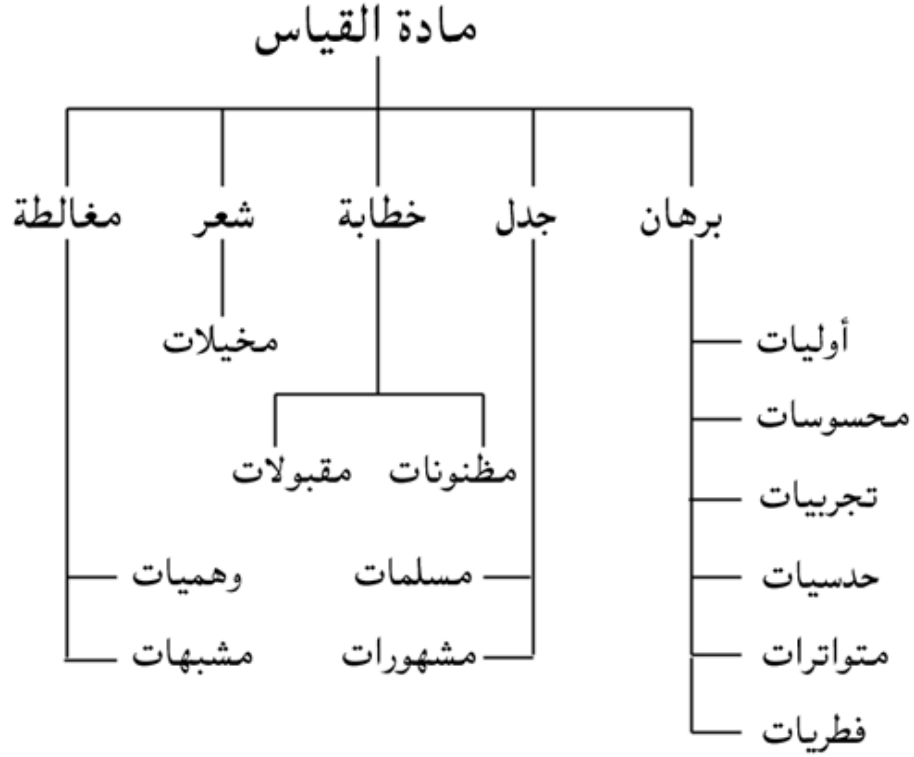 مادة القياس
برهان جدل خطابة شعر مغالطة
أوليات مخيلات
محسوسات
مظنونات مقبولات
تجربيات
حدسيات مسلمات وهميات
متواترات مشهورات مشبهات
فطريات